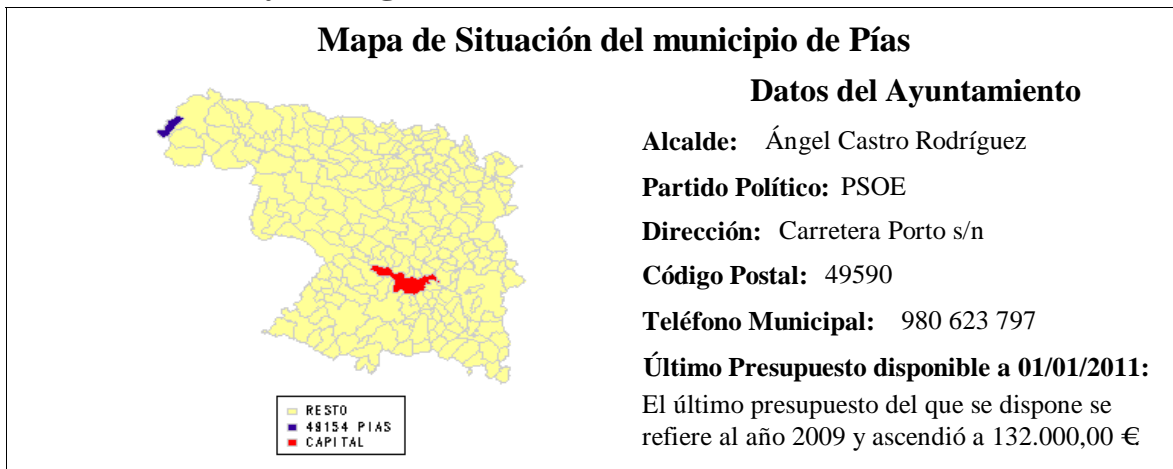 Mapa de Situación del municipio de Pías
Datos del Ayuntamiento
Alcalde: Ángel Castro Rodríguez
Partido Político: PSOE
Dirección: Carretera Porto s/n
Código Postal: 49590
Teléfono Municipal: 980 623 797
Último Presupuesto disponible a 01/01/2011:
El último presupuesto del que se dispone se
refiere al año 2009 y ascendió a 132.000,00 €
RESTO
49154 PIAS
CAPITAL